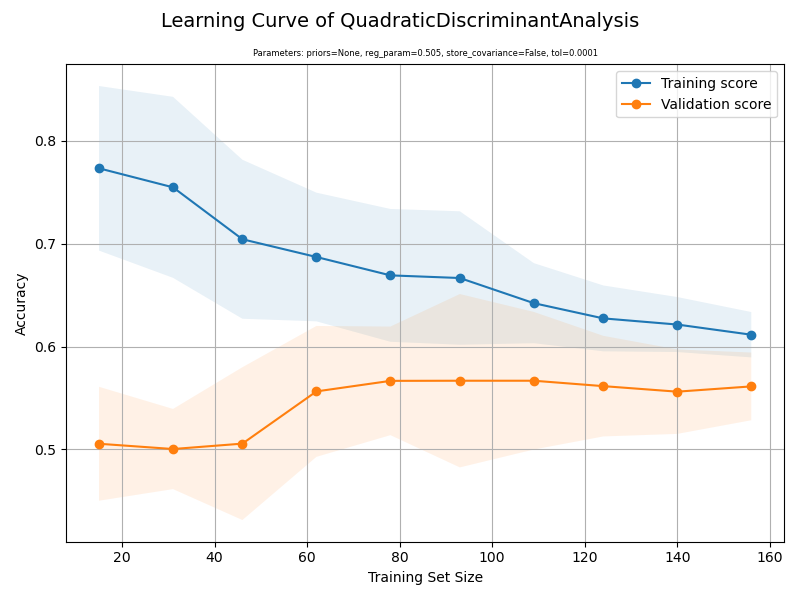 Learning Curve of QuadraticDiscriminantAnalysis
Parameters: priors=None, reg_param=0.505, store_covariance=False, tol=0.0001
Training score
Validation score
0.8
0.7
0.6
0.5
Accuracy
20 40 60 80 100 120 140 160
Training Set Size